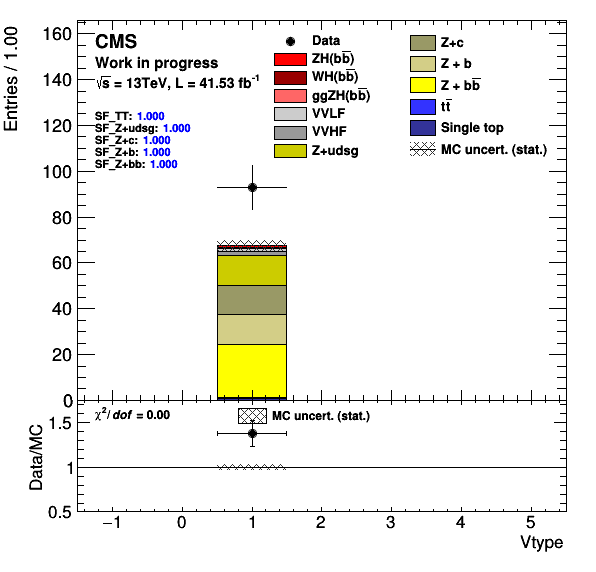 Entries / 1.00
160
140
120
100
80
60
40
20
0
CMS
Work in progress
√s = 13TeV, L = 41.53 fb⁻¹
SF_TT: 1.000
SF_Z+udsg: 1.000
SF_Z+c: 1.000
SF_Z+b: 1.000
SF_Z+bb: 1.000
Data
ZH(bb̅)
WH(bb̅)
ggZH(bb̅)
VVLF
VVHF
Z+udsg
Z+c
Z + b
Z + bb̅
tt̅
Single top
MC uncert. (stat.)
Data/MC
1.5
1
0.5
χ²/dof = 0.00
MC uncert. (stat.)
−1 0 1 2 3 4 5
Vtype